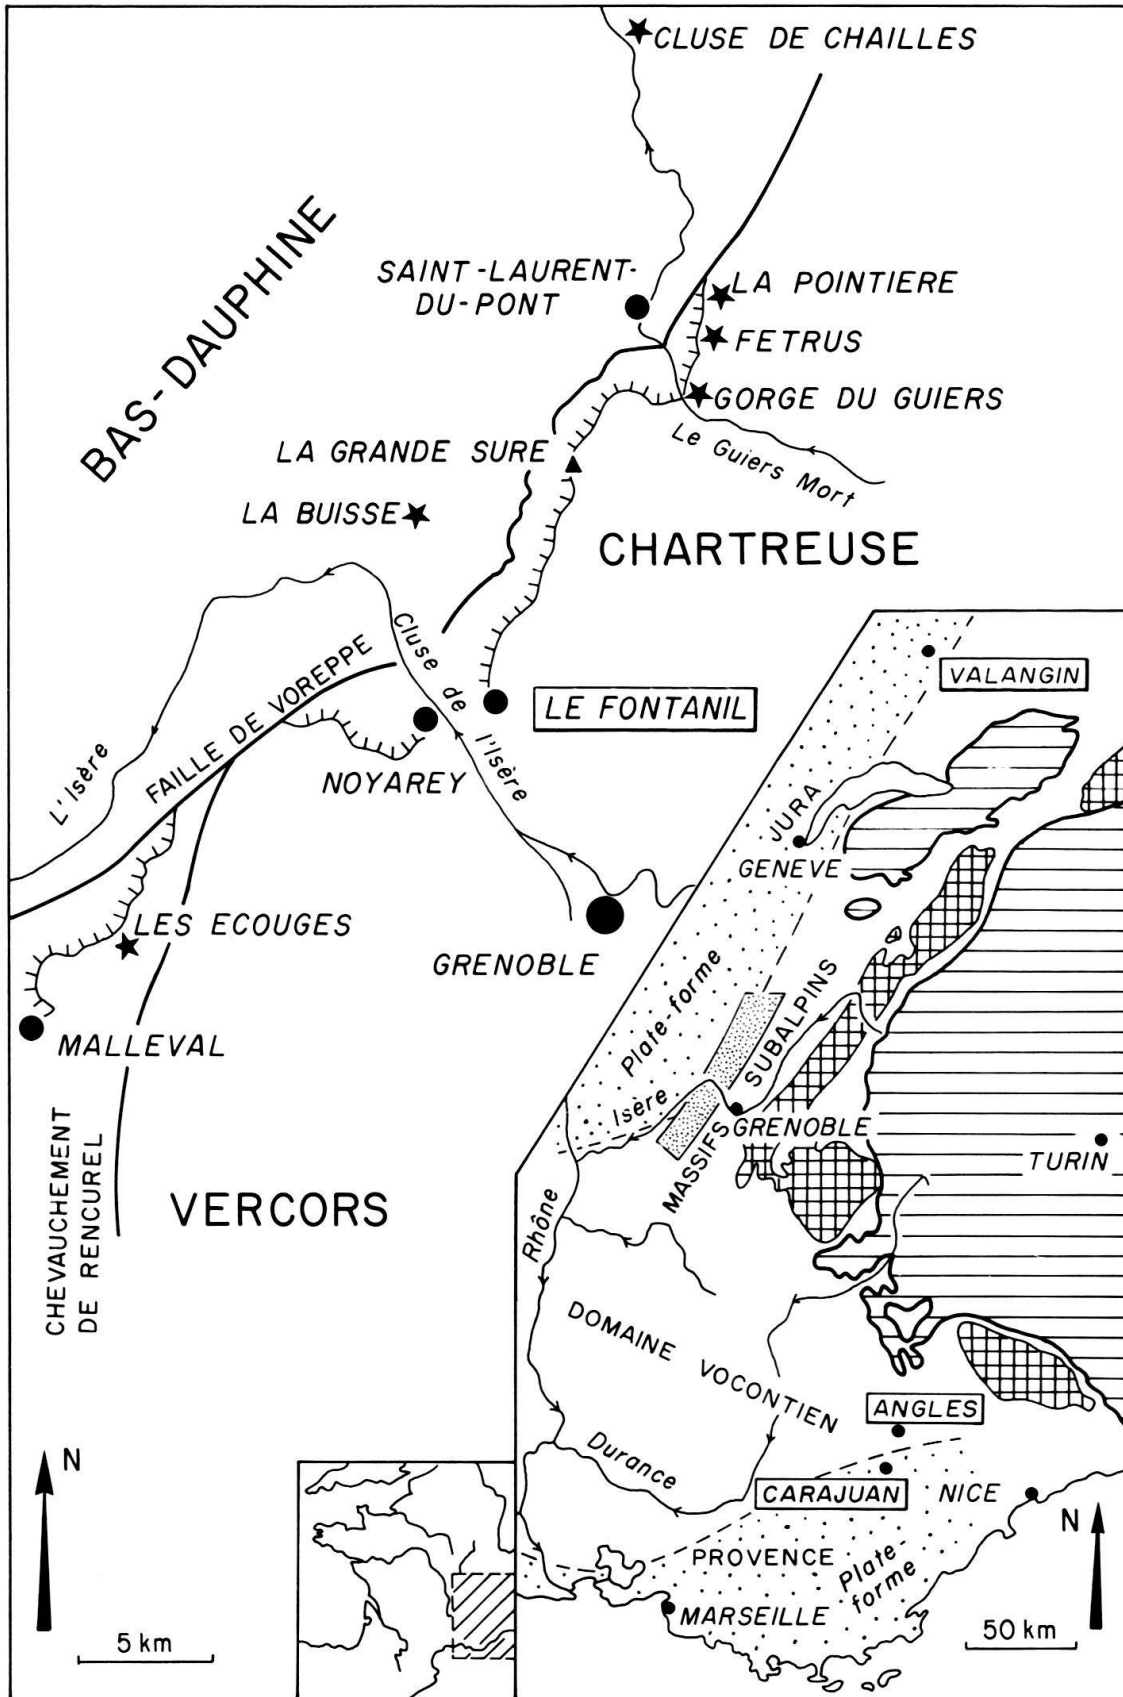 CLUSE DE CHAILLES
BAS-DAUPHINE
SAINT-LAURENT-
DU-PONT
LA POINTIERE
FETRUS
GORGE DU GUIERS
Le Guiers Mort
LA GRANDE SURE
LA BUISSE
CHARTREUSE
Cluse de l'Isère
FAILLE DE VOREPPE
L'Isère
LE FONTANIL
NOYAREY
LES ECOUGES
GRENOBLE
MALLEVAL
CHEVAUCHEMENT
DE RENCUREL
VERCORS
N
5 km
VALANGIN
JURA
GENEVE
Plate-forme
SUBALPINS
MASSIFS
Isère
GRENOBLE
TURIN
Rhône
DOMAINE VOCONTIEN
ANGLES
Durance
CARAJUAN
NICE
N
PROVENCE
Plate-
forme
MARSEILLE
50 km